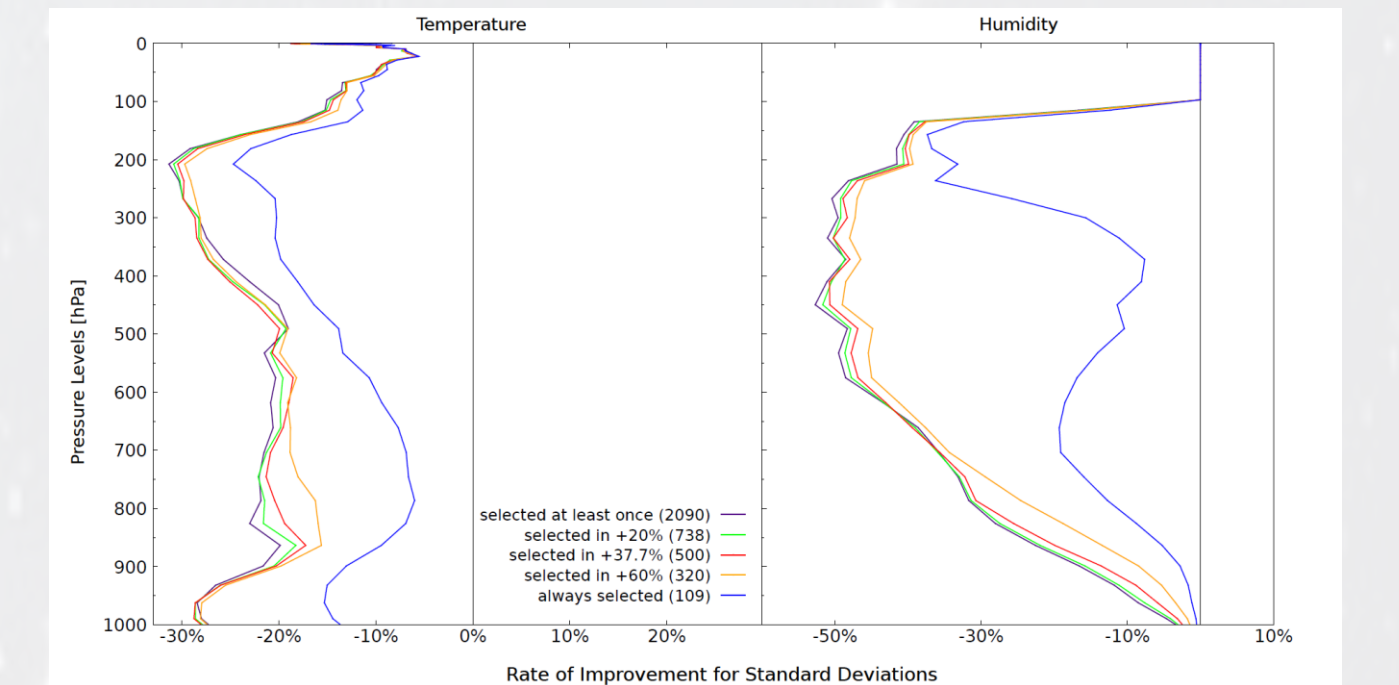 Temperature
Humidity
0
100
200
300
400
500
600
700
800
900
1000
Pressure Levels [hPa]
selected at least once (2090)
selected in +20% (738)
selected in +37.7% (500)
selected in +60% (320)
always selected (109)
-30%
-20%
-10%
0%
10%
20%
-50%
-30%
-10%
10%
Rate of Improvement for Standard Deviations